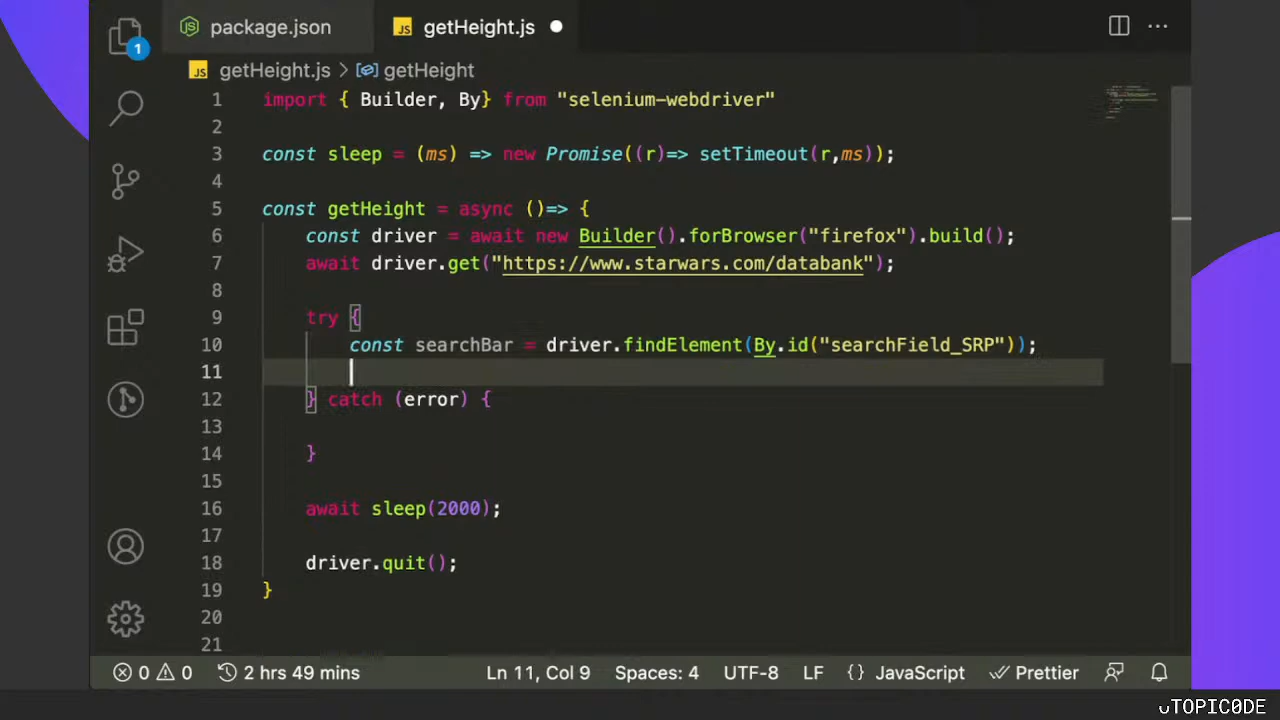 package.json
getHeight.js
1
getHeight.js > getHeight
1 import { Builder, By} from "selenium-webdriver"
2
3 const sleep = (ms) => new Promise((r)=> setTimeout(r,ms));
4
5 const getHeight = async ()=> {
6 const driver = await new Builder().forBrowser("firefox").build();
7 await driver.get("https://www.starwars.com/databank");
8
9 try {
10 const searchBar = driver.findElement(By.id("searchField_SRP"));
11
12 } catch (error) {
13
14 }
15
16 await sleep(2000);
17
18 driver.quit();
19 }
20
21
0 0 2 hrs 49 mins Ln 11, Col 9 Spaces: 4 UTF-8 LF {} JavaScript Prettier
uTOPIC0DE